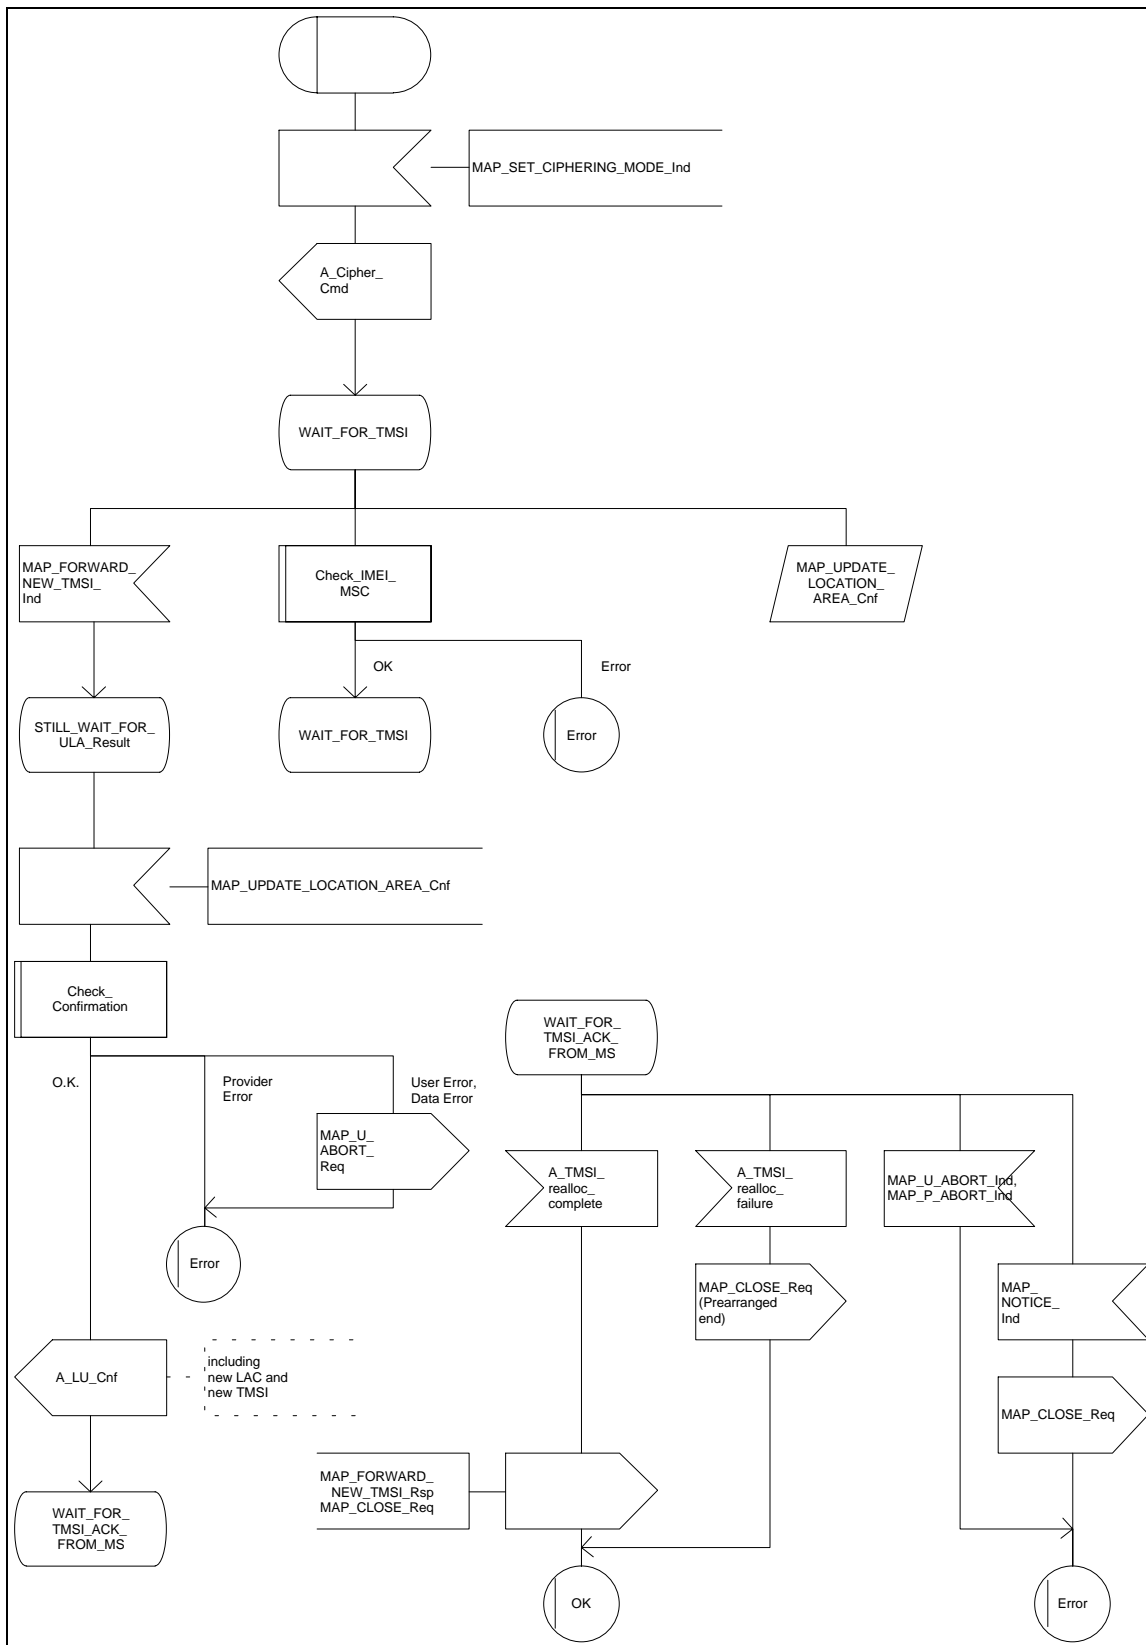 MAP_SET_CIPHERING_MODE_Ind
A_Cipher_
Cmd
WAIT_FOR_TMSI
MAP_FORWARD_
NEW_TMSI_
Ind
Check_IMEI_
MSC
MAP_UPDATE_
LOCATION_
AREA_Cnf
OK
Error
STILL_WAIT_FOR_
ULA_Result
WAIT_FOR_TMSI
Error
MAP_UPDATE_LOCATION_AREA_Cnf
Check_
Confirmation
O.K.
Provider
Error
User Error,
Data Error
MAP_U_
ABORT_
Req
Error
A_LU_Cnf
including
new LAC and
new TMSI
WAIT_FOR_
TMSI_ACK_
FROM_MS
WAIT_FOR_
TMSI_ACK_
FROM_MS
A_TMSI_
realloc_
complete
A_TMSI_
realloc_
failure
MAP_U_ABORT_Ind,
MAP_P_ABORT_Ind
MAP_CLOSE_Req
(Prearranged
end)
MAP_
NOTICE_
Ind
MAP_CLOSE_Req
MAP_FORWARD_
NEW_TMSI_Rsp
MAP_CLOSE_Req
OK
Error